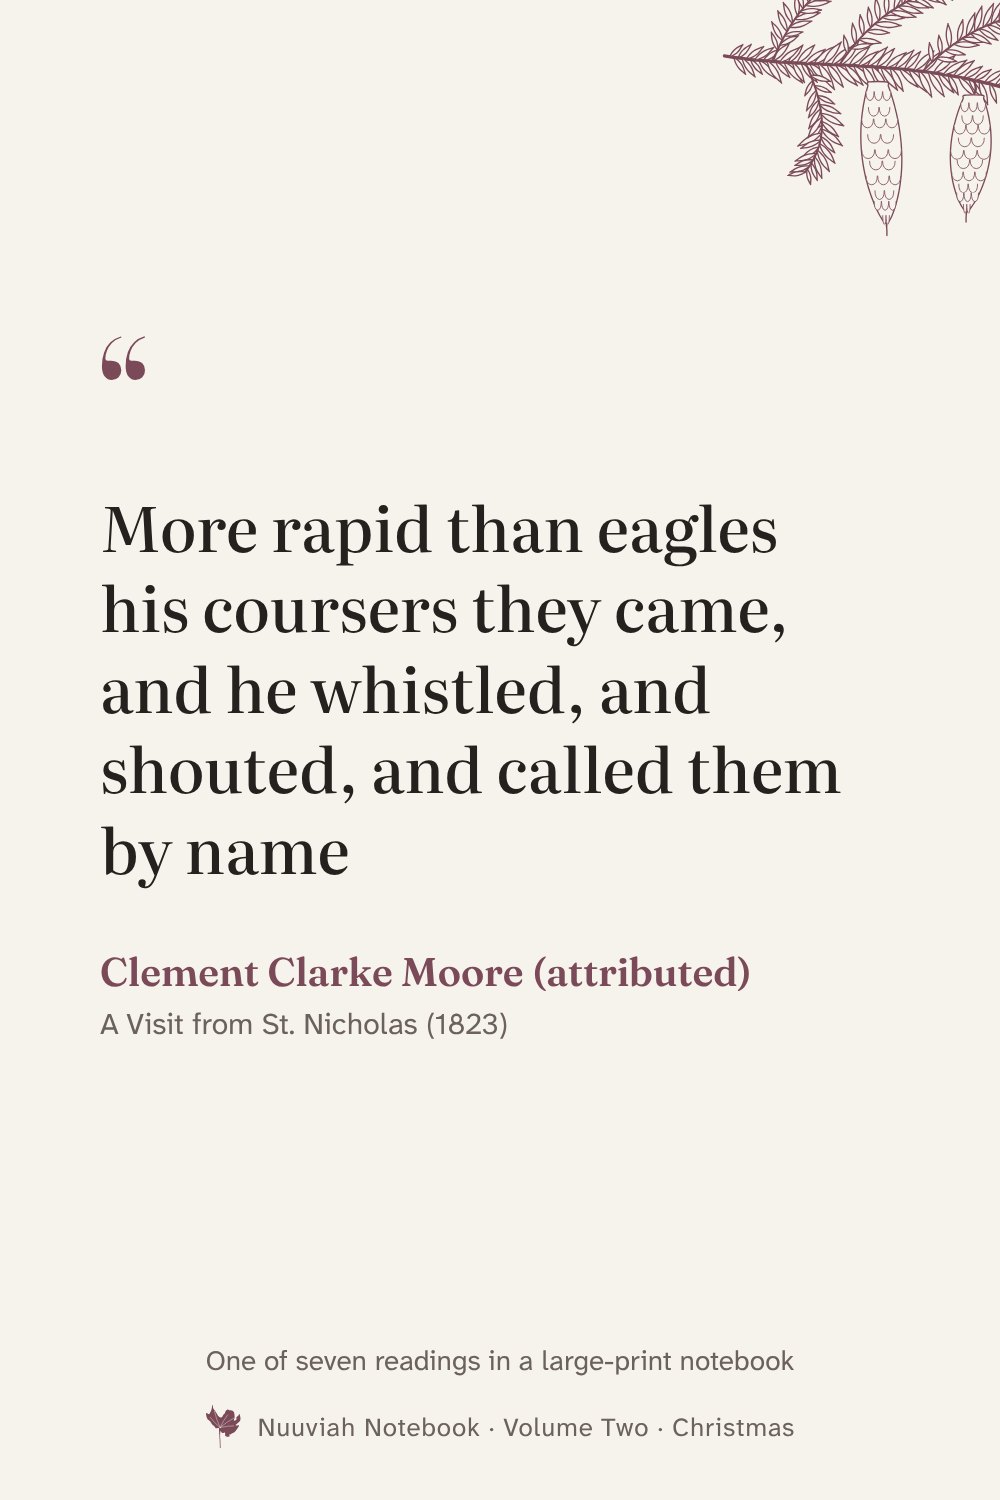 “
More rapid than eagles
his coursers they came,
and he whistled, and
shouted, and called them
by name
Clement Clarke Moore (attributed)
A Visit from St. Nicholas (1823)
One of seven readings in a large-print notebook
Nuuviah Notebook · Volume Two · Christmas